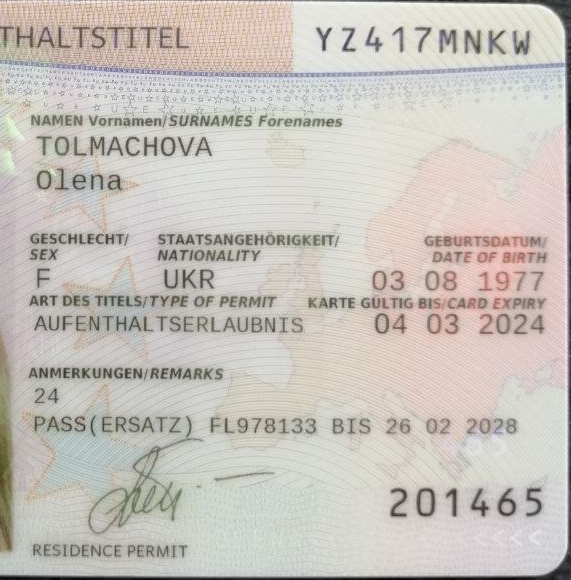 THALTSTITEL YZ417MNKW
NAMEN Vornamen/SURNAMES Forenames
TOLMACHOVA
Olena
GESCHLECHT/ STAATSANGEHÖRIGKEIT/ GEBURTSDATUM/
SEX NATIONALITY DATE OF BIRTH
F UKR 03 08 1977
ART DES TITELS/TYPE OF PERMIT KARTE GÜLTIG BIS/CARD EXPIRY
AUFENTHALTSERLAUBNIS 04 03 2024
ANMERKUNGEN/REMARKS
24
PASS(ERSATZ) FL978133 BIS 26 02 2028
201465
RESIDENCE PERMIT